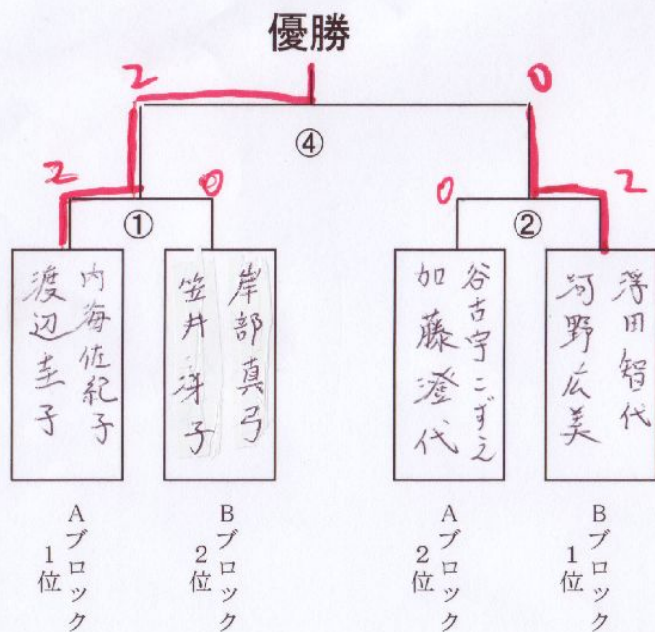 優勝
2
0
④
2
0
0
2
①
②
内海佐紀子
渡辺圭子
岸部真弓
笠井洋子
谷古宇こずえ
加藤澄代
浮田智代
河野広美
Aブロック
1位
Bブロック
2位
Aブロック
2位
Bブロック
1位